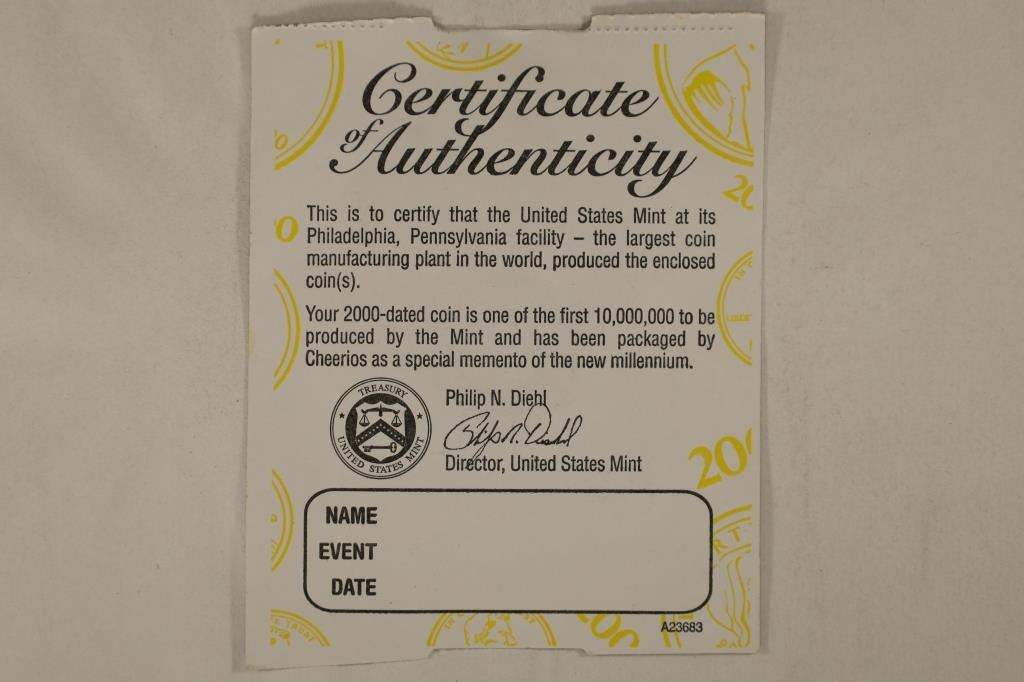 Certificate
of Authenticity
This is to certify that the United States Mint at its
Philadelphia, Pennsylvania facility – the largest coin
manufacturing plant in the world, produced the enclosed
coin(s).
Your 2000-dated coin is one of the first 10,000,000 to be
produced by the Mint and has been packaged by
Cheerios as a special memento of the new millennium.
TREASURY
UNITED STATES MINT
Philip N. Diehl
Philip N. Diehl
Director, United States Mint
NAME
EVENT
DATE
A23683